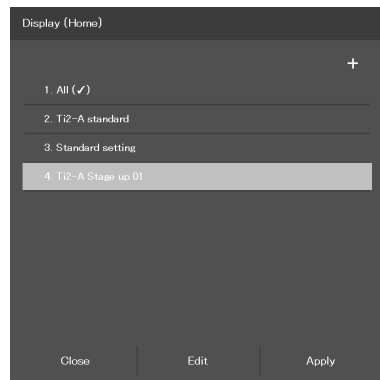 Display (Home)
+
1. All (✓)
2. Ti2-A standard
3. Standard setting
4. Ti2-A Stage up 01
Close Edit Apply